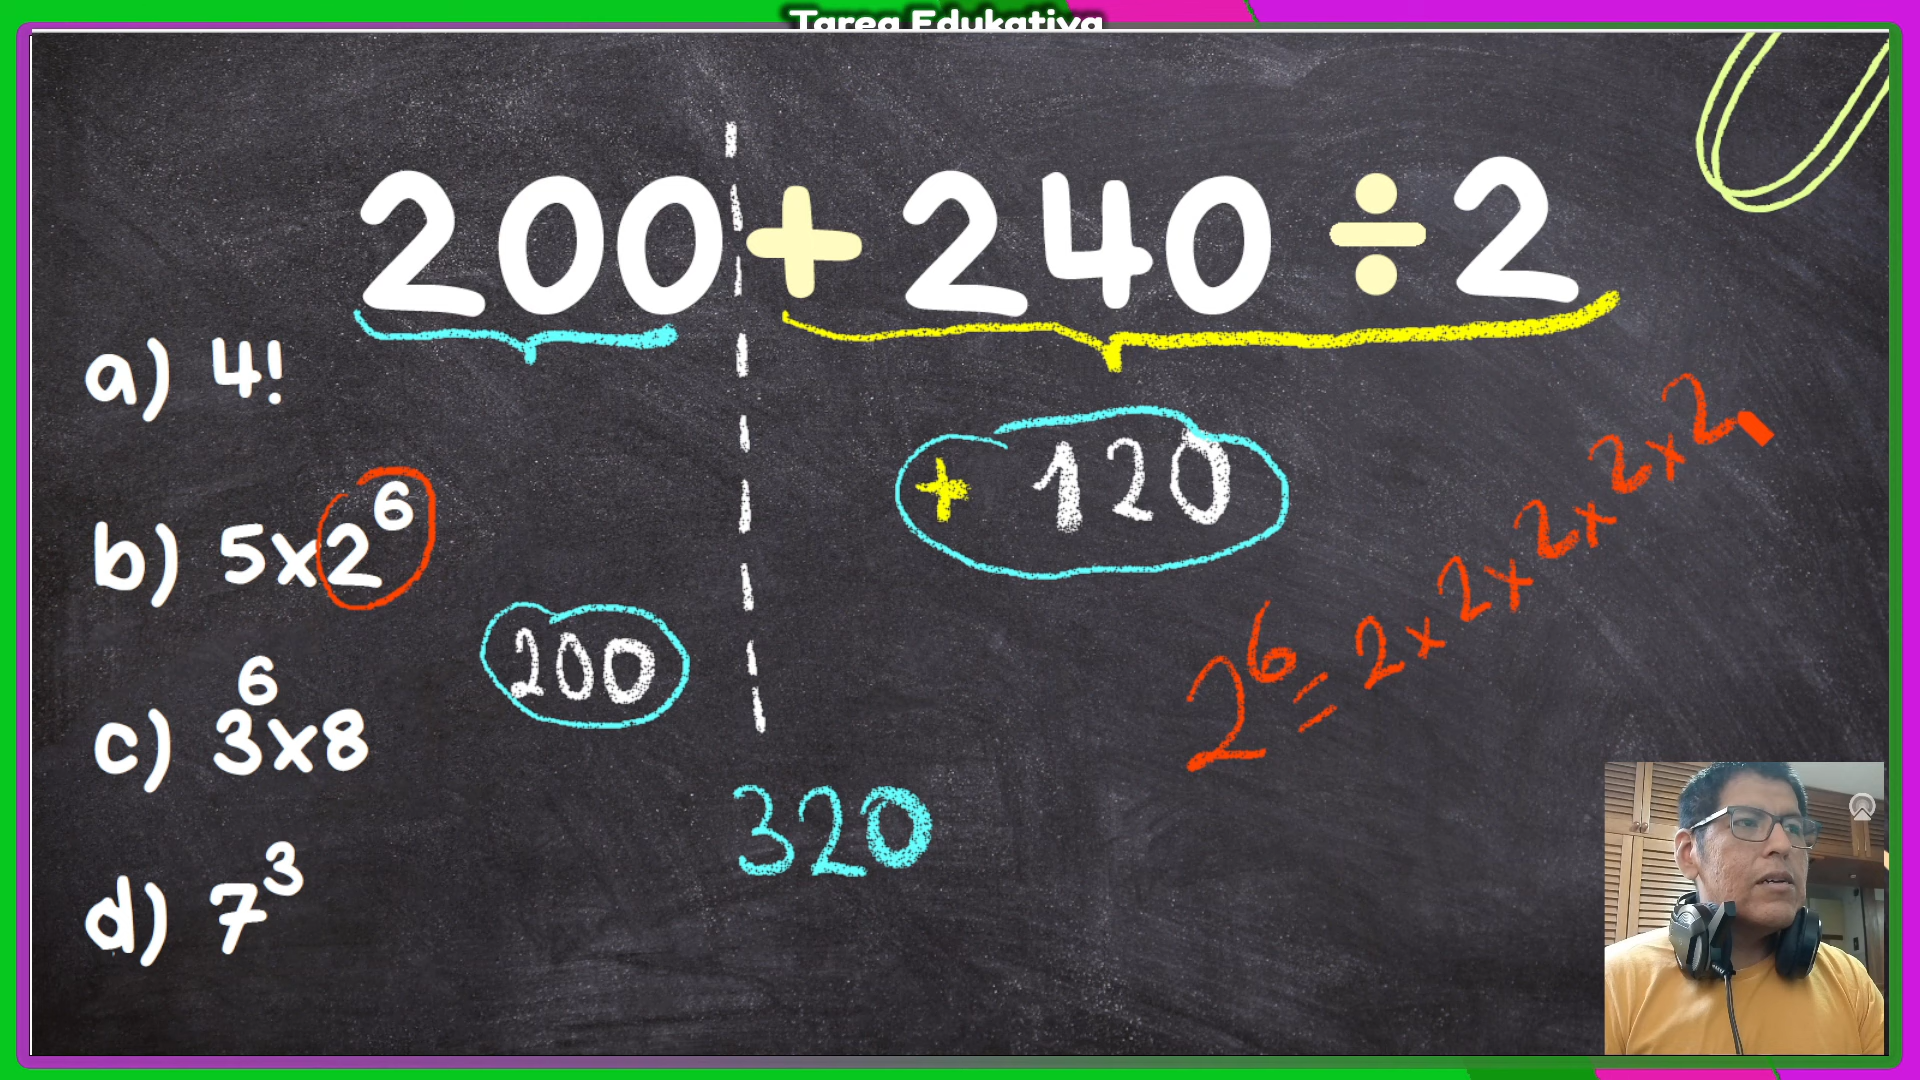 Tarea Edukativa
200 + 240 ÷ 2
a) 4!
+ 120
b) 5x2⁶
200
2⁶ = 2x2x2x2x2x2
c) 3⁶x8
320
d) 7³